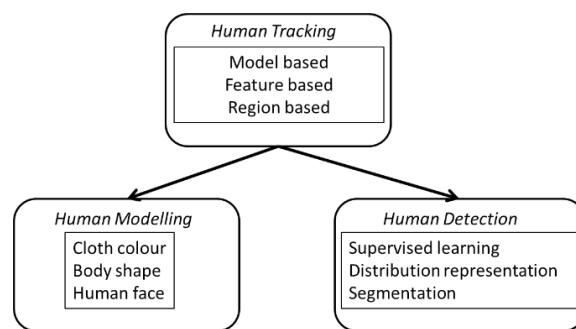 Human Tracking
Model based
Feature based
Region based
Human Modelling
Cloth colour
Body shape
Human face
Human Detection
Supervised learning
Distribution representation
Segmentation